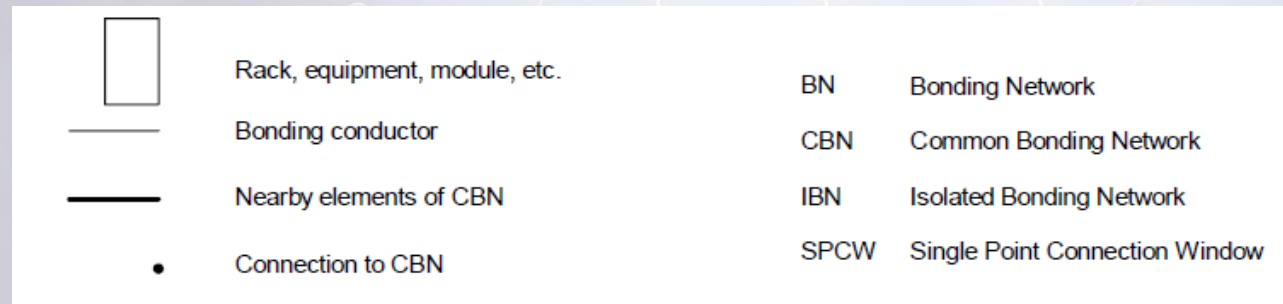 Rack, equipment, module, etc.
Bonding conductor
Nearby elements of CBN
Connection to CBN
BN Bonding Network
CBN Common Bonding Network
IBN Isolated Bonding Network
SPCW Single Point Connection Window